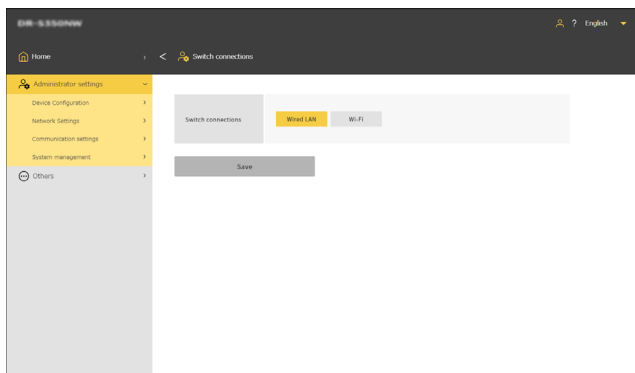 DR-S350NW
? English
Home
Switch connections
Administrator settings
Device Configuration
Network Settings
Communication settings
System management
Others
Switch connections
Wired LAN
Wi-Fi
Save